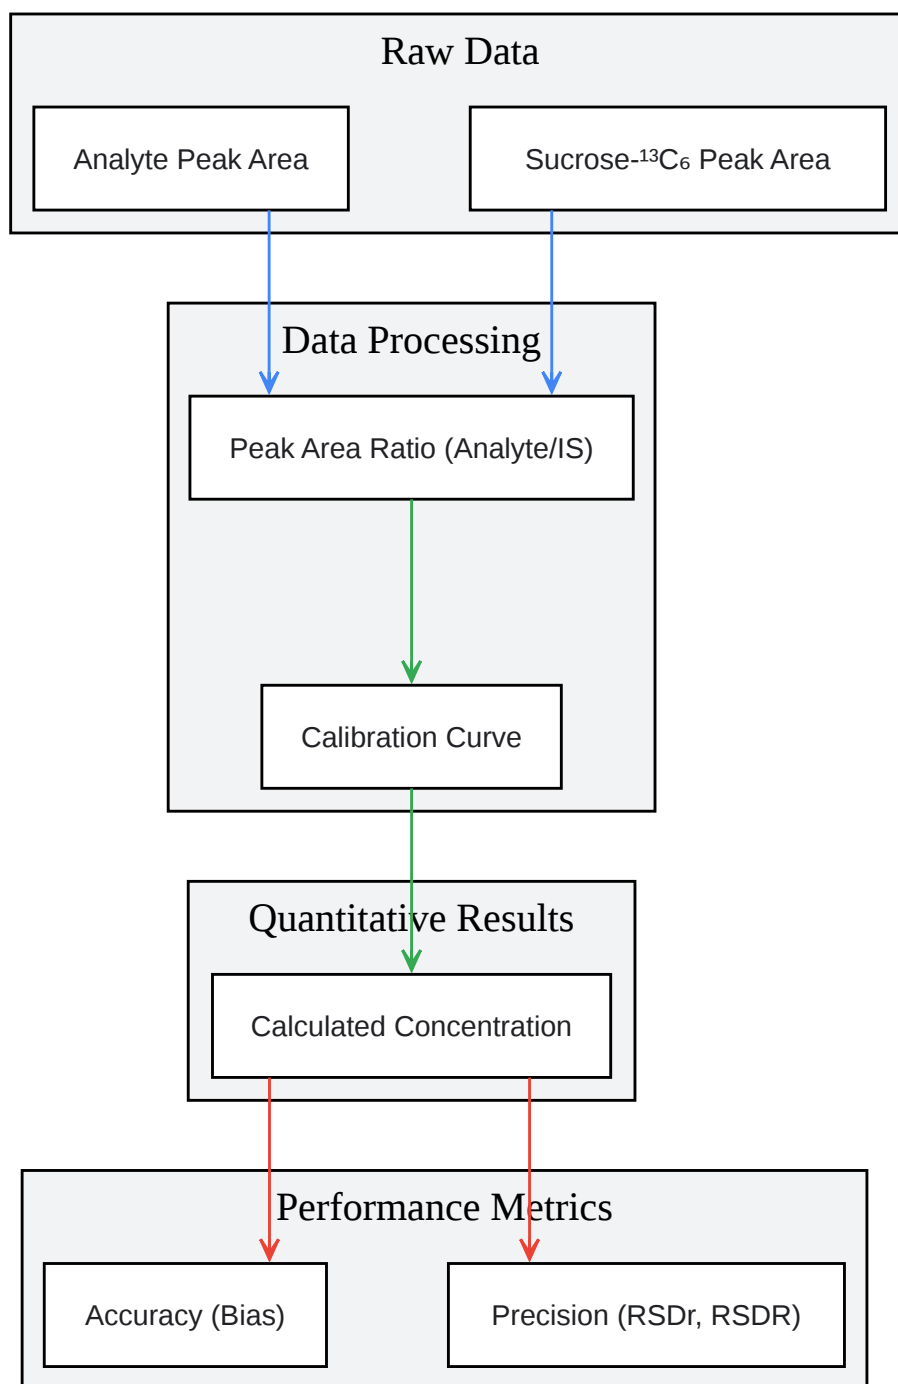 Raw Data
Analyte Peak Area
Sucrose-¹³C₆ Peak Area
Data Processing
Peak Area Ratio (Analyte/IS)
Calibration Curve
Quantitative Results
Calculated Concentration
Performance Metrics
Accuracy (Bias)
Precision (RSDr, RSDR)